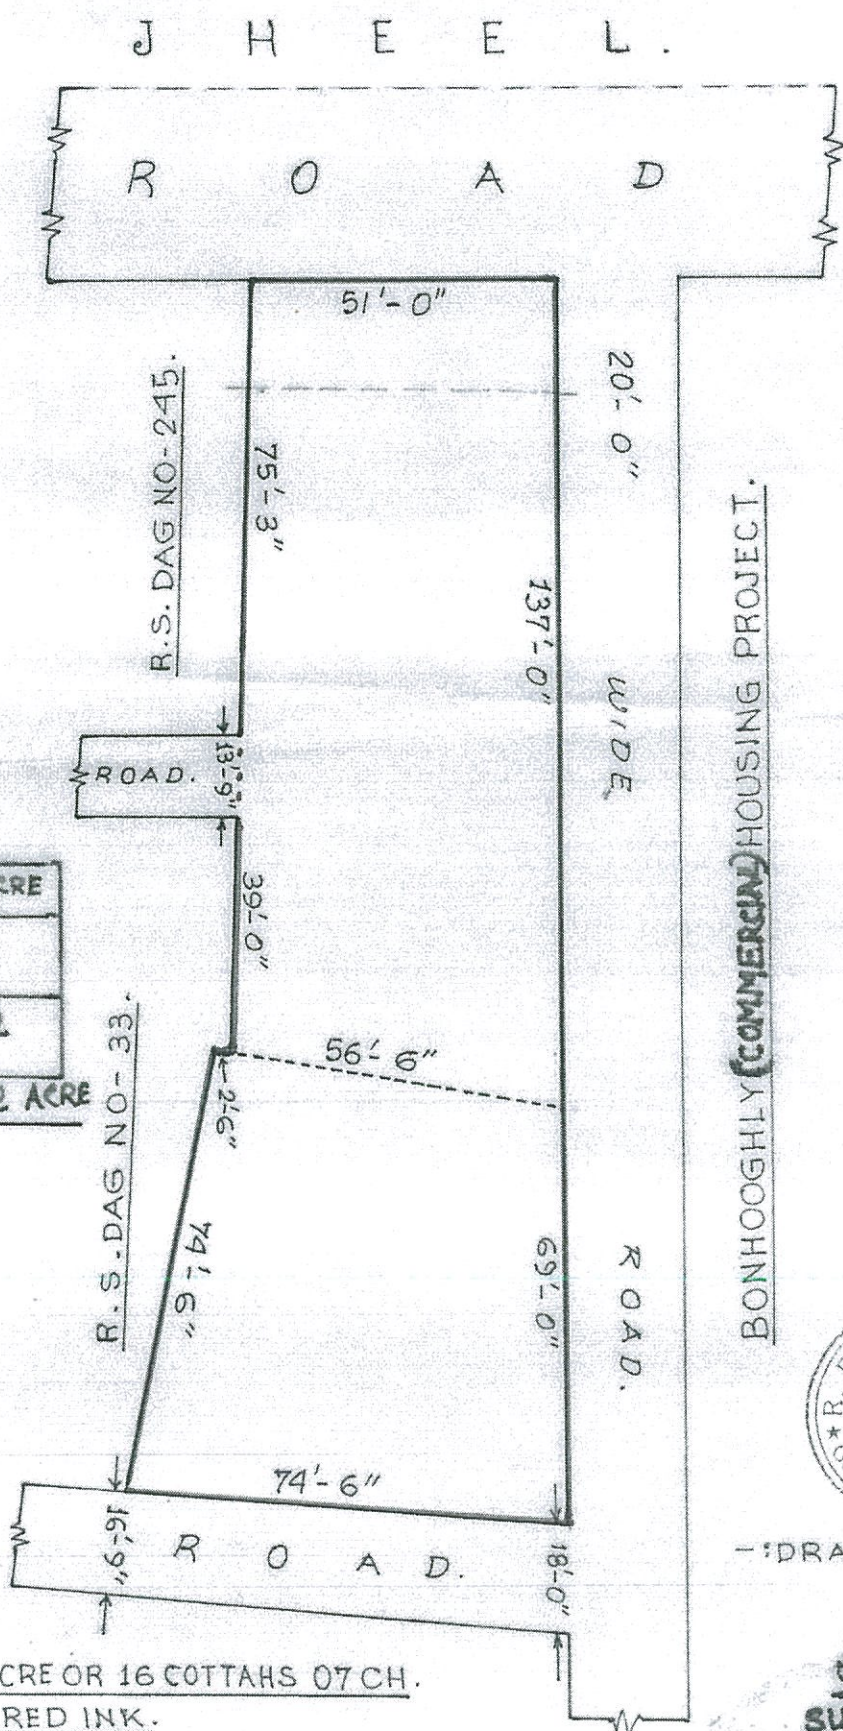 J H E E L.
R O A D
51'-0"
20'-0" WIDE ROAD.
R.S. DAG NO-245.
75'-3"
137'-0"
BONHOOGHLY (COMMERCIAL) HOUSING PROJECT.
ROAD.
13'-9"
39'-0"
CRE
ACRE
R.S. DAG NO-33.
56'-6"
2'-6"
74'-6"
69'-0"
74'-6"
16'-9"
R O A D.
18'-0"
-:DRA
CRE OR 16 COTTAHS 07 CH.
RED INK.
SU